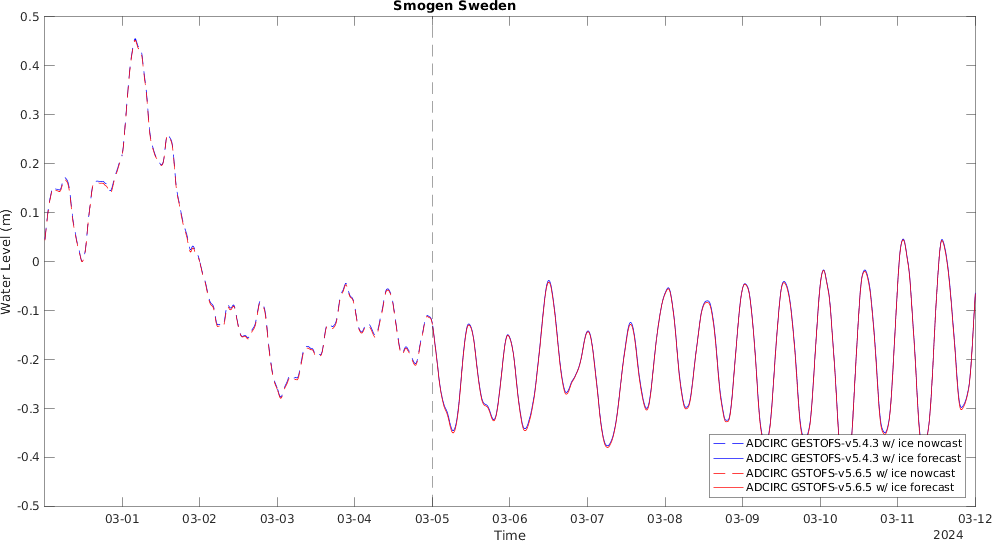 Smogen Sweden
0.5
0.4
0.3
0.2
0.1
0
-0.1
-0.2
-0.3
-0.4
-0.5
Water Level (m)
ADCIRC GESTOFS-v5.4.3 w/ ice nowcast
ADCIRC GESTOFS-v5.4.3 w/ ice forecast
ADCIRC GSTOFS-v5.6.5 w/ ice nowcast
ADCIRC GSTOFS-v5.6.5 w/ ice forecast
03-01 03-02 03-03 03-04 03-05 03-06 03-07 03-08 03-09 03-10 03-11 03-12
Time
2024